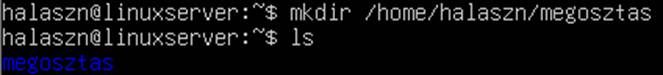 halaszn@linuxserver:~$ mkdir /home/halaszn/megosztas
halaszn@linuxserver:~$ ls
megosztas